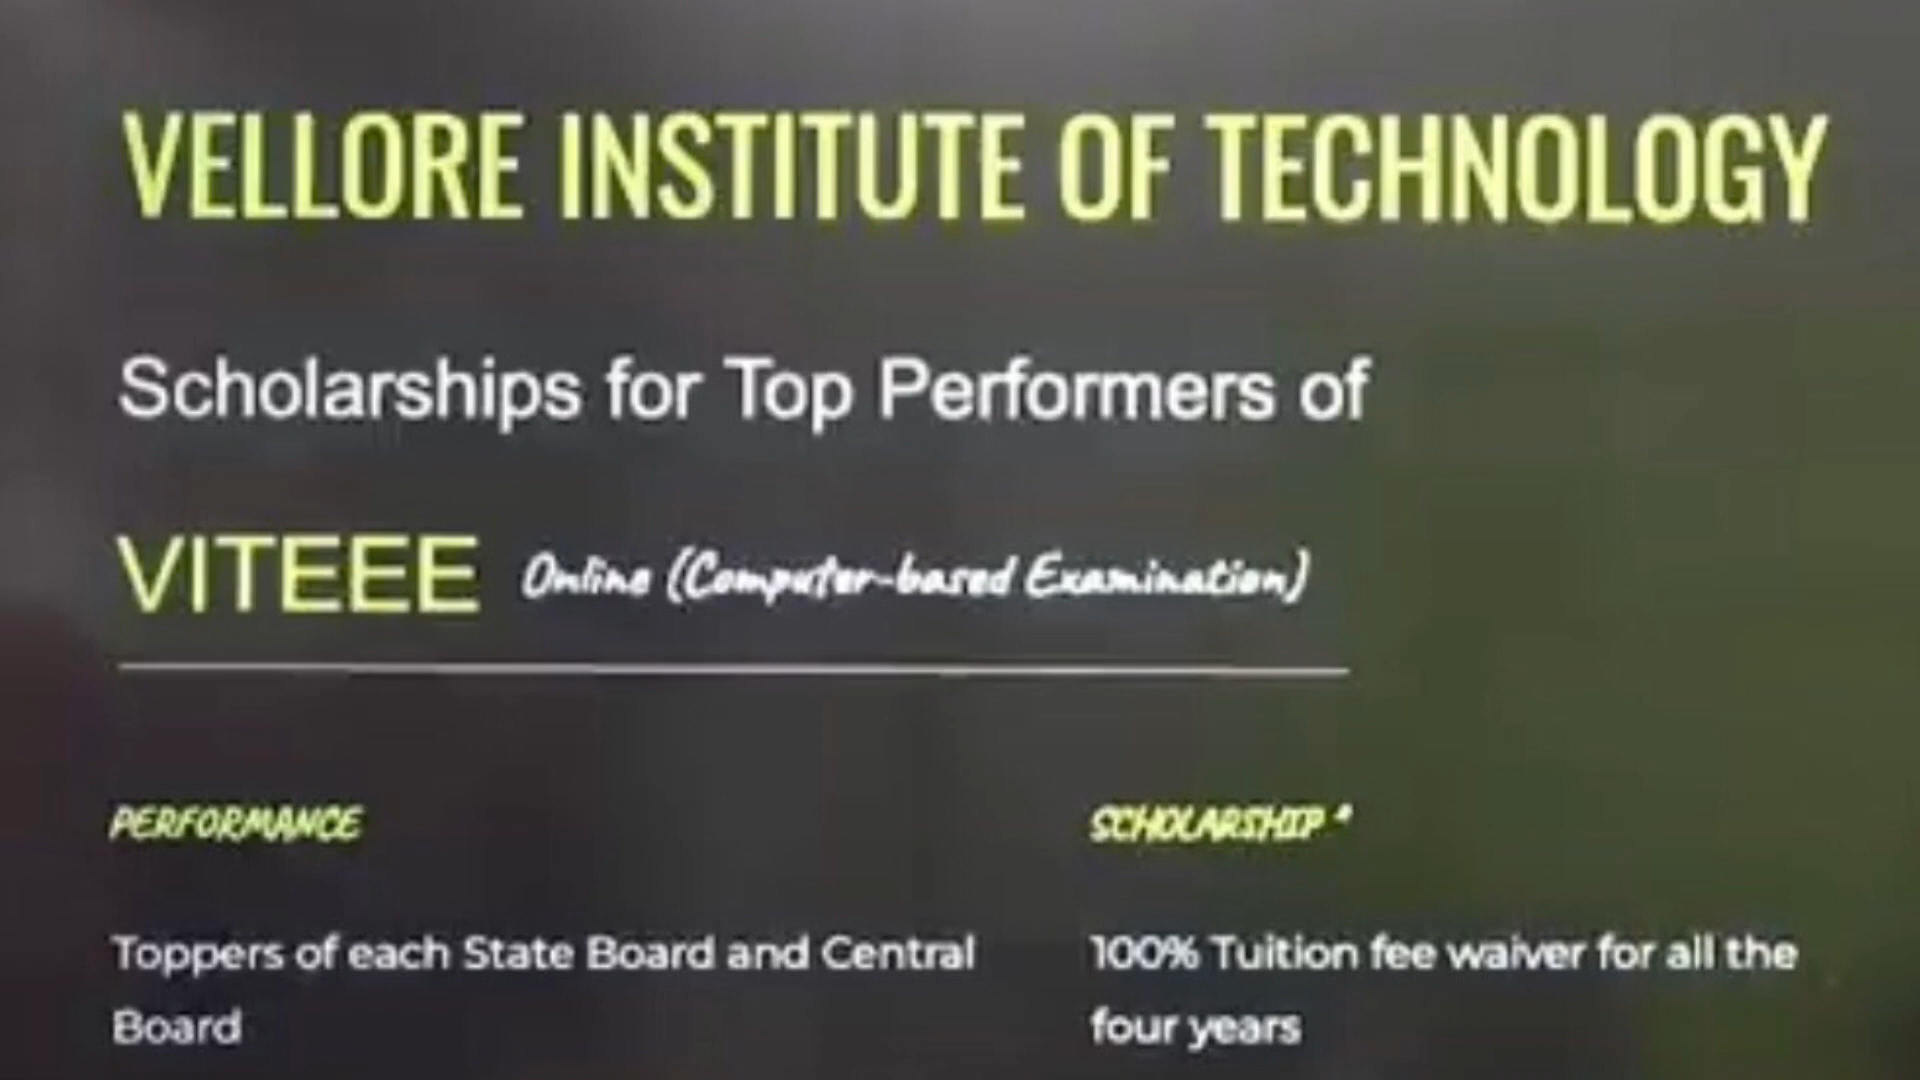 VELLORE INSTITUTE OF TECHNOLOGY
Scholarships for Top Performers of
VITEEE Online (Computer-based Examination)
PERFORMANCE SCHOLARSHIP *
Toppers of each State Board and Central 100% Tuition fee waiver for all the
Board four years